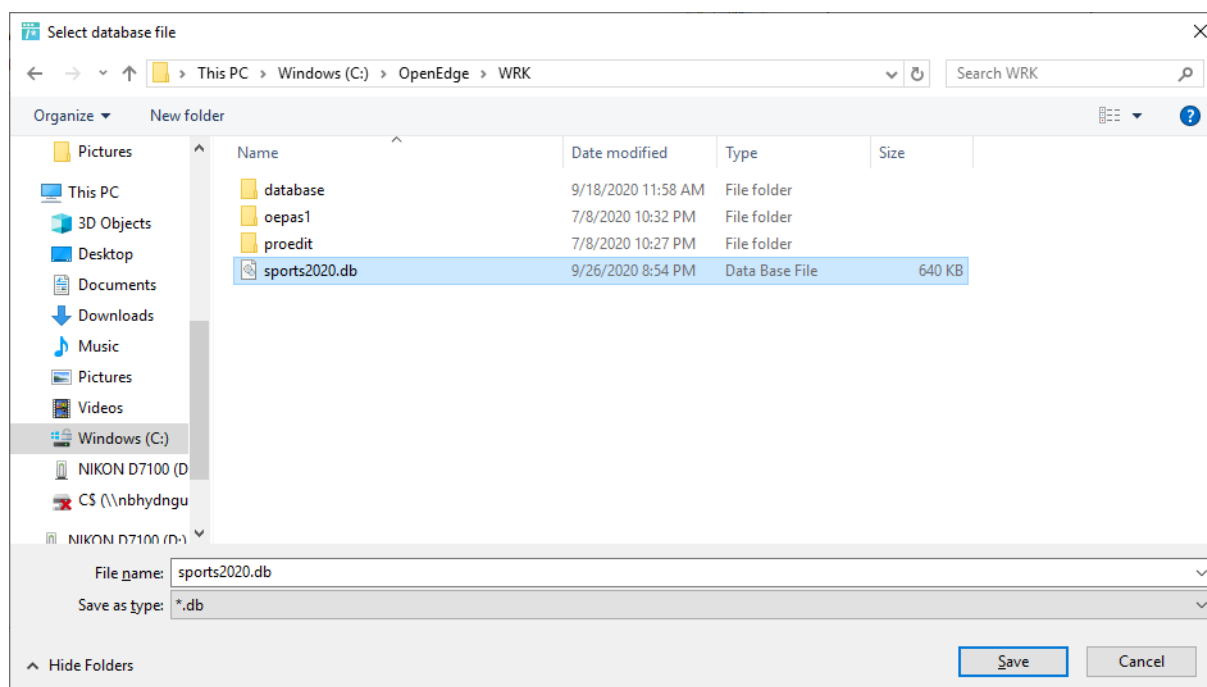 Select database file
This PC > Windows (C:) > OpenEdge > WRK
Search WRK
Organize
New folder
Name Date modified Type Size
database 9/18/2020 11:58 AM File folder
oepas1 7/8/2020 10:32 PM File folder
proedit 7/8/2020 10:27 PM File folder
sports2020.db 9/26/2020 8:54 PM Data Base File 640 KB
Pictures
This PC
3D Objects
Desktop
Documents
Downloads
Music
Pictures
Videos
Windows (C:)
NIKON D7100 (D
C$ (\\nbhydngu
NIKON D7100 (D:)
File name: sports2020.db
Save as type: *.db
Hide Folders
Save
Cancel